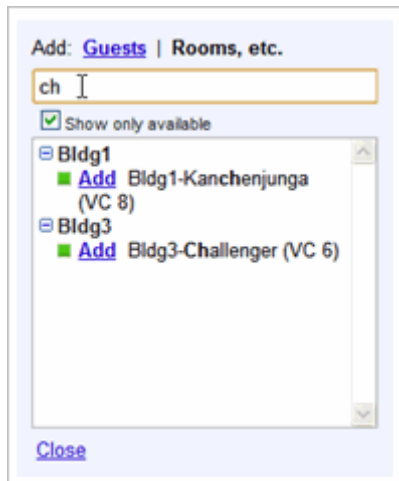 Add: Guests | Rooms, etc.
ch
Show only available
Bldg1
Add Bldg1-Kanchenjunga
(VC 8)
Bldg3
Add Bldg3-Challenger (VC 6)
Close